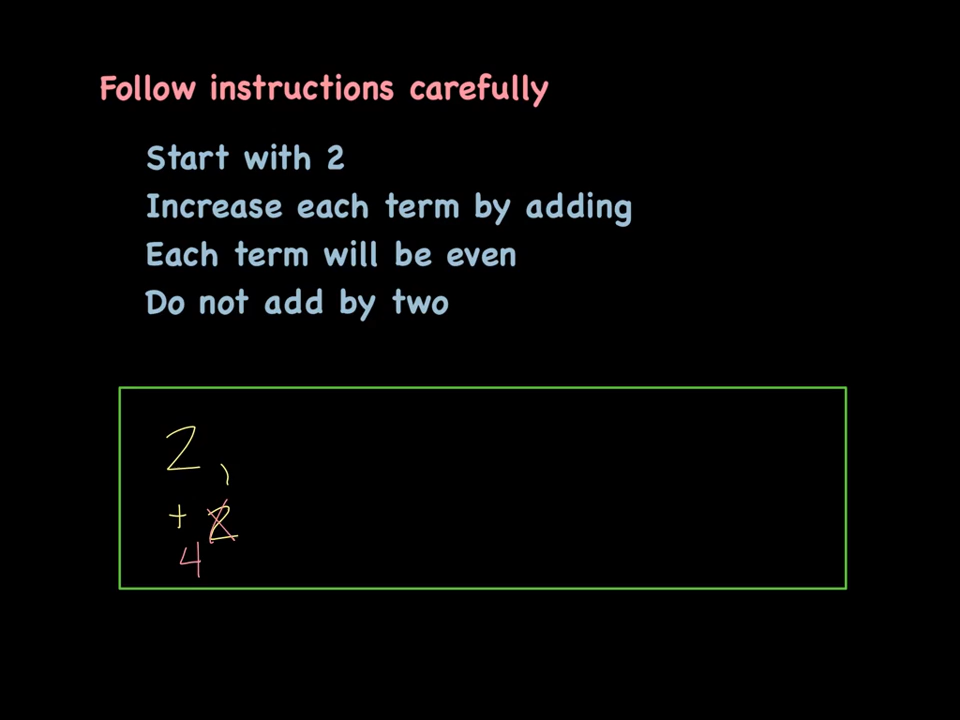 Follow instructions carefully
Start with 2
Increase each term by adding
Each term will be even
Do not add by two
2,
+ 2
4